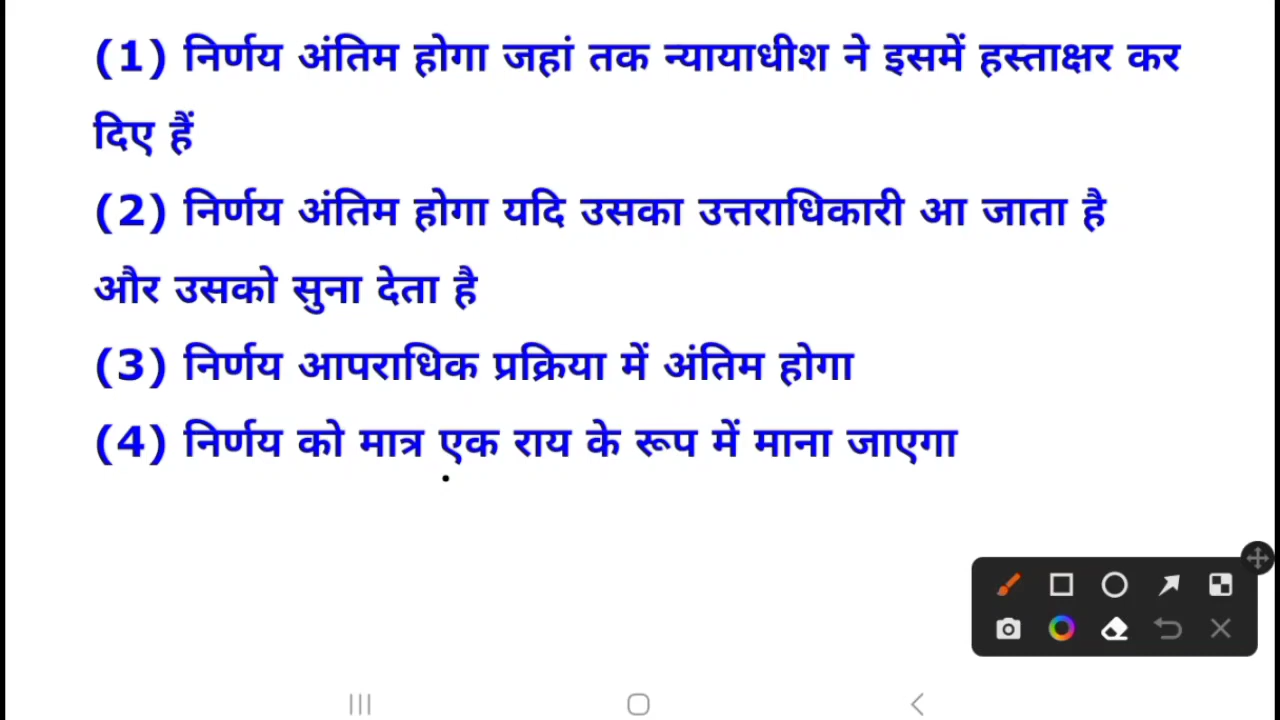 (1) निर्णय अंतिम होगा जहां तक न्यायाधीश ने इसमें हस्ताक्षर कर
दिए हैं
(2) निर्णय अंतिम होगा यदि उसका उत्तराधिकारी आ जाता है
और उसको सुना देता है
(3) निर्णय आपराधिक प्रक्रिया में अंतिम होगा
(4) निर्णय को मात्र एक राय के रूप में माना जाएगा